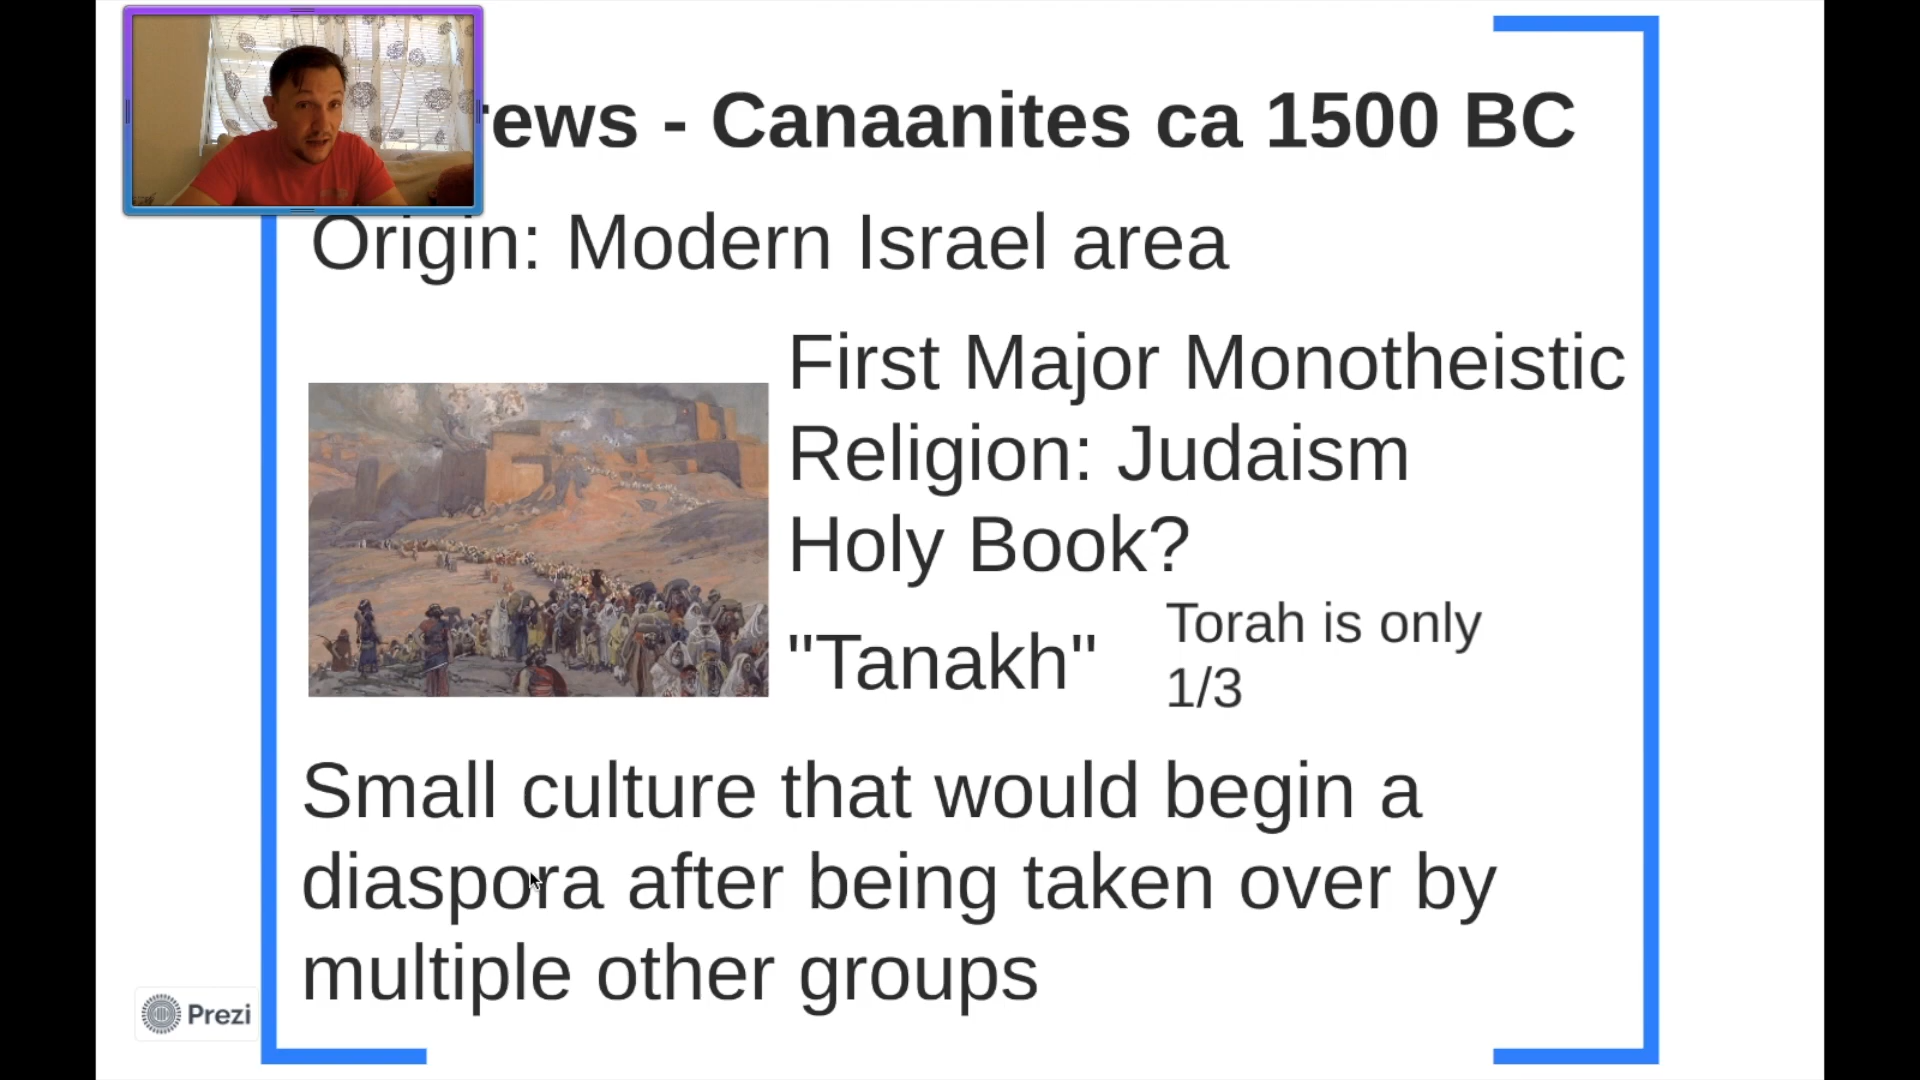 rews - Canaanites ca 1500 BC
Origin: Modern Israel area
First Major Monotheistic
Religion: Judaism
Holy Book?
"Tanakh"
Torah is only
1/3
Small culture that would begin a
diaspora after being taken over by
multiple other groups
Prezi